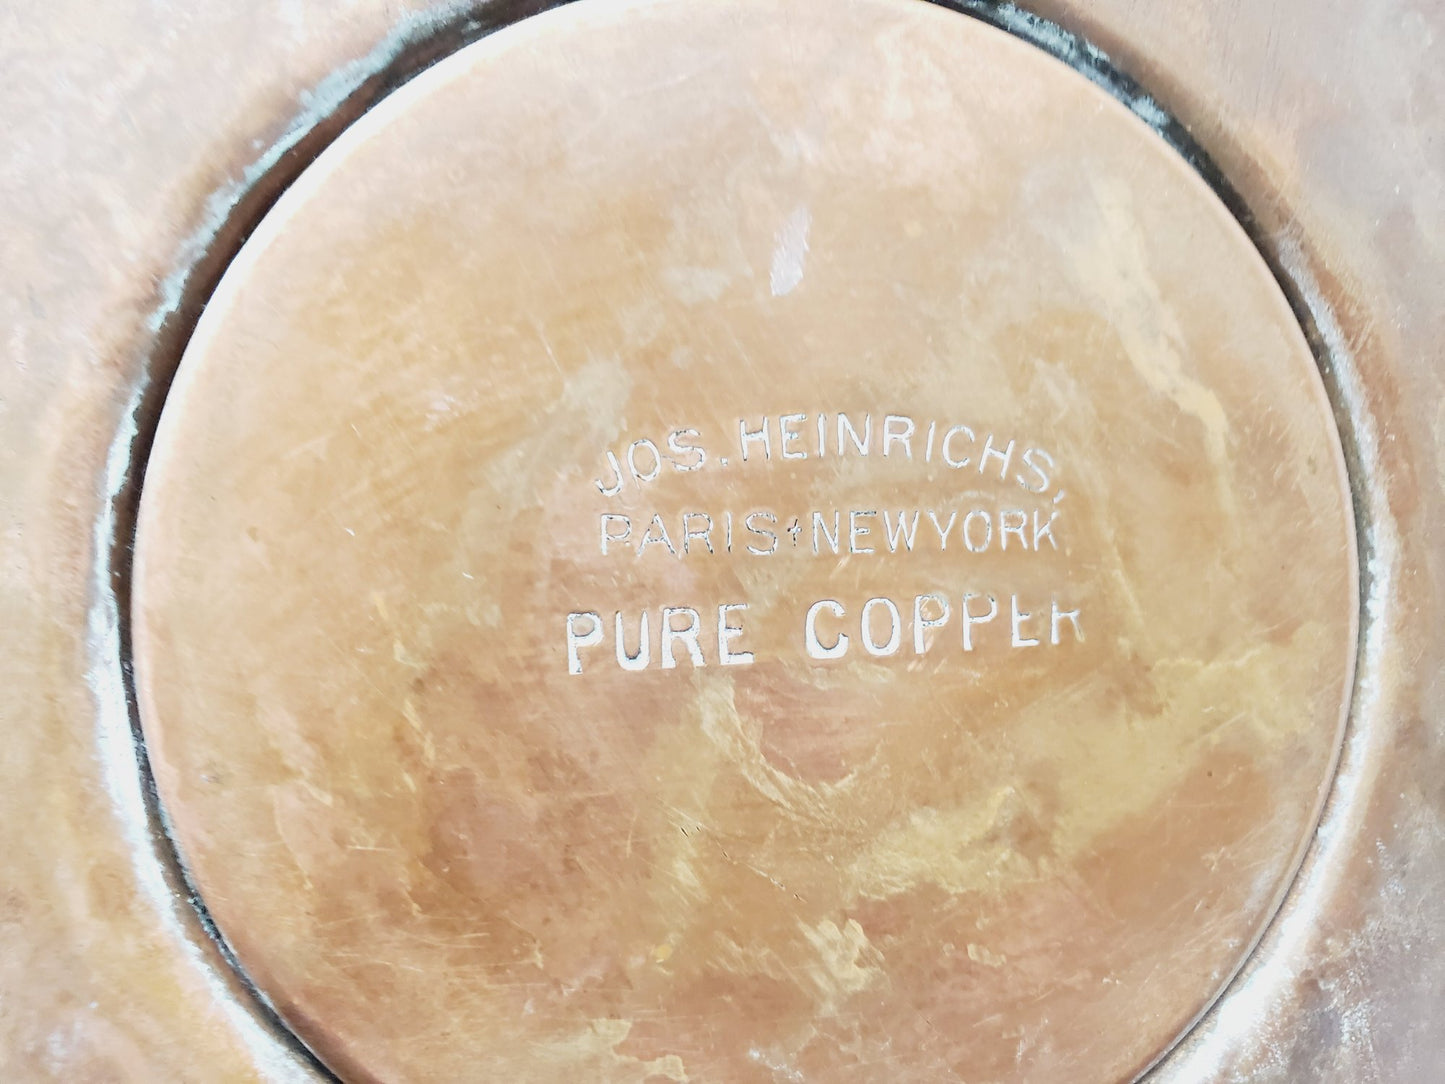 JOS. HEINRICHS,
PARIS + NEWYORK
PURE COPPER